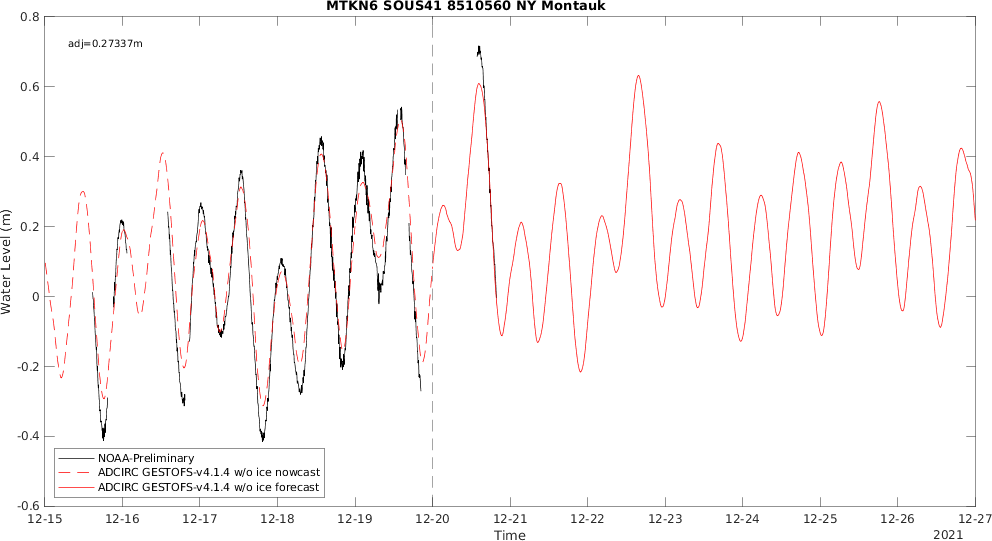 MTKN6 SOUS41 8510560 NY Montauk
adj=0.27337m
Water Level (m)
0.8
0.6
0.4
0.2
0
-0.2
-0.4
-0.6
NOAA-Preliminary
ADCIRC GESTOFS-v4.1.4 w/o ice nowcast
ADCIRC GESTOFS-v4.1.4 w/o ice forecast
12-15 12-16 12-17 12-18 12-19 12-20 12-21 12-22 12-23 12-24 12-25 12-26 12-27
Time
2021